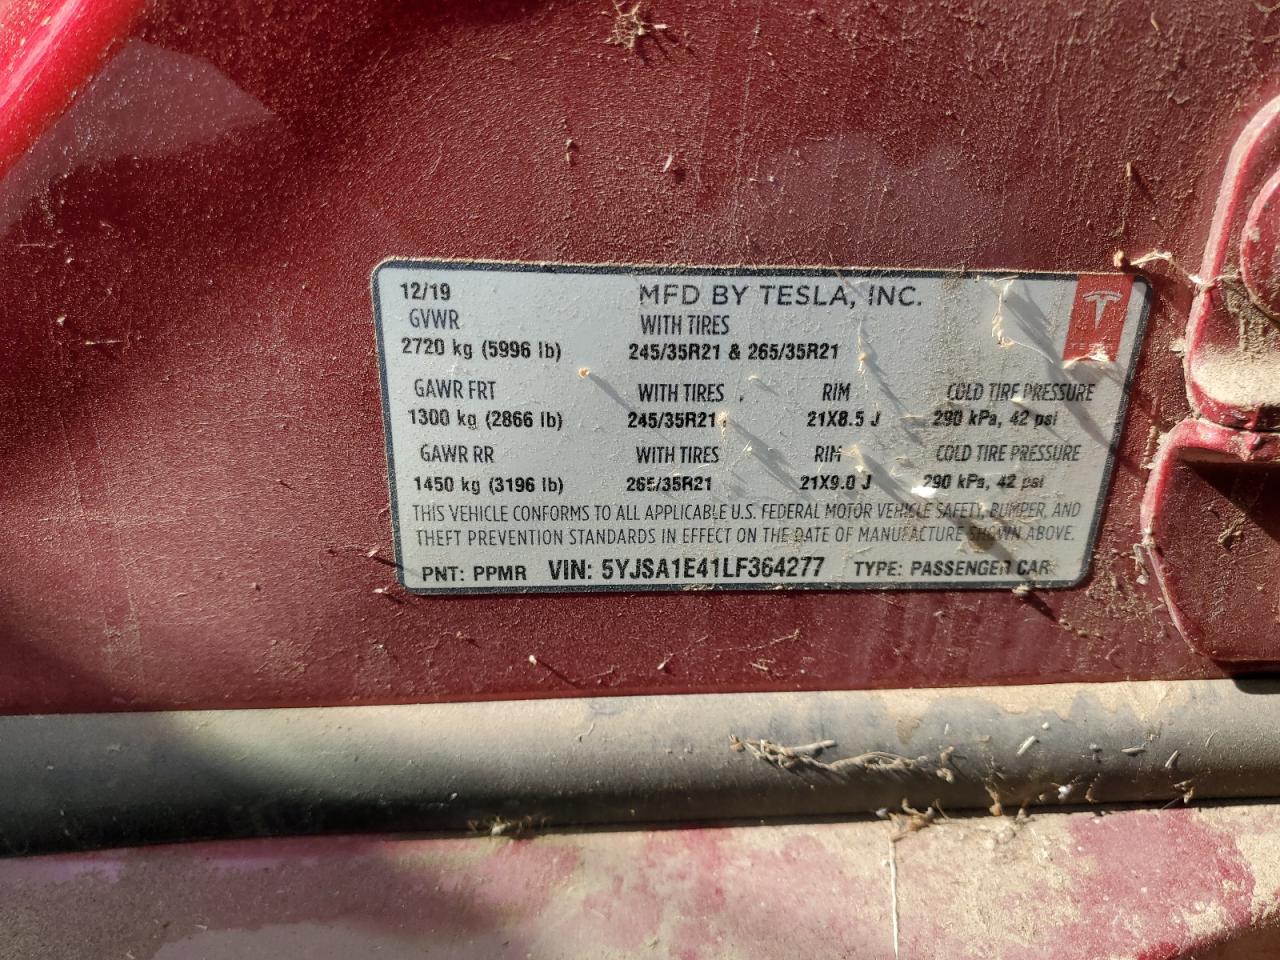 12/19 MFD BY TESLA, INC.
GVWR WITH TIRES
2720 kg (5996 lb) 245/35R21 & 265/35R21
GAWR FRT WITH TIRES RIM COLD TIRE PRESSURE
1300 kg (2866 lb) 245/35R21 21X8.5 J 290 kPa, 42 psi
GAWR RR WITH TIRES RIM COLD TIRE PRESSURE
1450 kg (3196 lb) 265/35R21 21X9.0 J 290 kPa, 42 psi
THIS VEHICLE CONFORMS TO ALL APPLICABLE U.S. FEDERAL MOTOR VEHICLE SAFETY, BUMPER, AND
THEFT PREVENTION STANDARDS IN EFFECT ON THE DATE OF MANUFACTURE SHOWN ABOVE.
PNT: PPMR VIN: 5YJSA1E41LF364277 TYPE: PASSENGER CAR